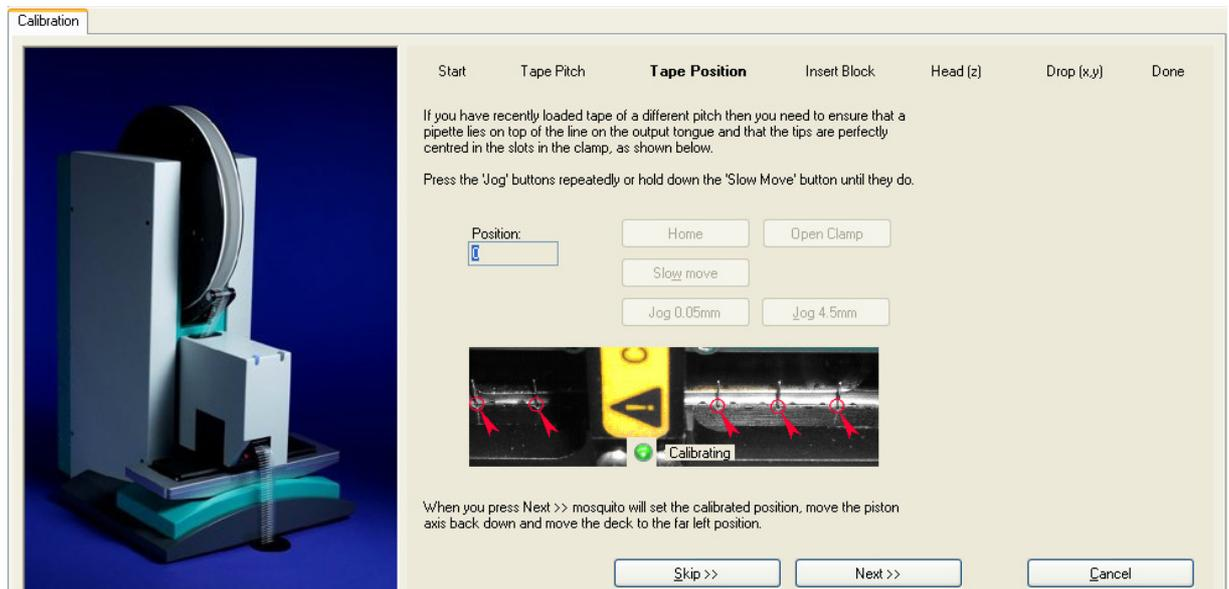 Calibration
Start Tape Pitch Tape Position Insert Block Head (z) Drop (x,y) Done
If you have recently loaded tape of a different pitch then you need to ensure that a
pipette lies on top of the line on the output tongue and that the tips are perfectly
centred in the slots in the clamp, as shown below.
Press the 'Jog' buttons repeatedly or hold down the 'Slow Move' button until they do.
Position:
0
Home Open Clamp
Slow move
Jog 0.05mm Jog 4.5mm
C
Calibrating
When you press Next >> mosquito will set the calibrated position, move the piston
axis back down and move the deck to the far left position.
Skip >> Next >> Cancel